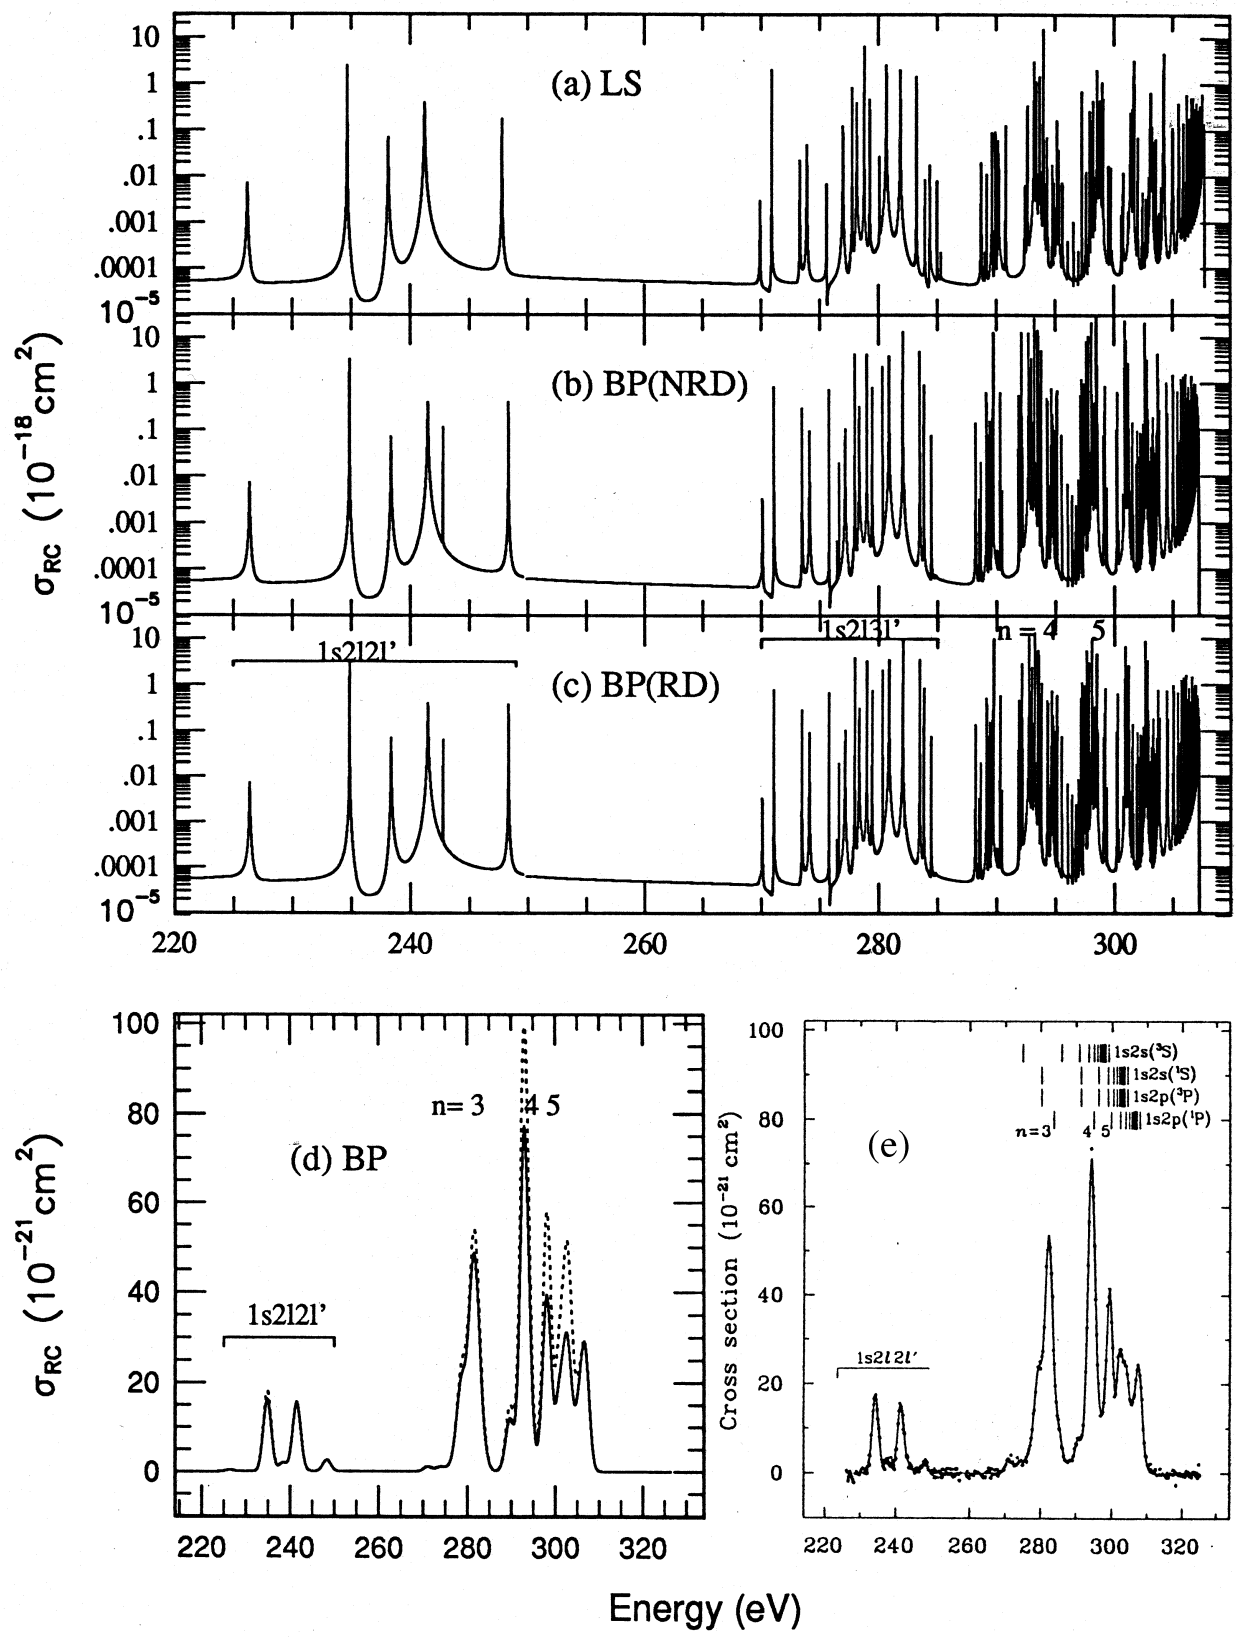 10
1
.1
.01
.001
.0001
10⁻⁵
(a) LS
10
1
.1
.01
.001
.0001
10⁻⁵
(b) BP(NRD)
σRC (10⁻¹⁸ cm²)
10
1
.1
.01
.001
.0001
10⁻⁵
1s2l2l’
1s2l3l’
n = 4
5
(c) BP(RD)
220 240 260 280 300
100
80
60
40
20
0
σRC (10⁻²¹ cm²)
n= 3 4 5
(d) BP
1s2l2l’
220 240 260 280 300 320
100
80
60
40
20
0
Cross section (10⁻²¹ cm²)
1s2s(³S)
1s2s(¹S)
1s2p(³P)
1s2p(¹P)
n=3 4 5
(e)
1s2l2l′
220 240 260 280 300 320
Energy (eV)